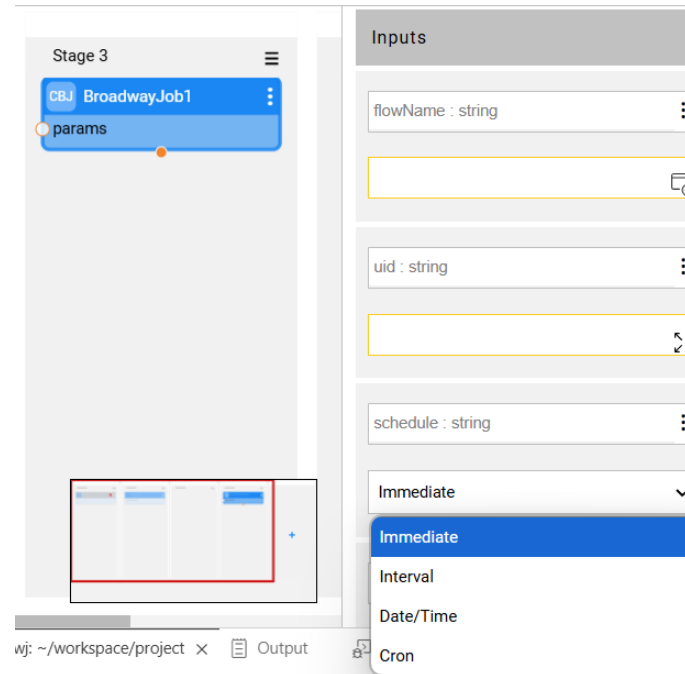 Stage 3
CBJ BroadwayJob1
params
+
Inputs
flowName : string
uid : string
schedule : string
Immediate
Immediate
Interval
Date/Time
Cron
wj: ~/workspace/project
Output